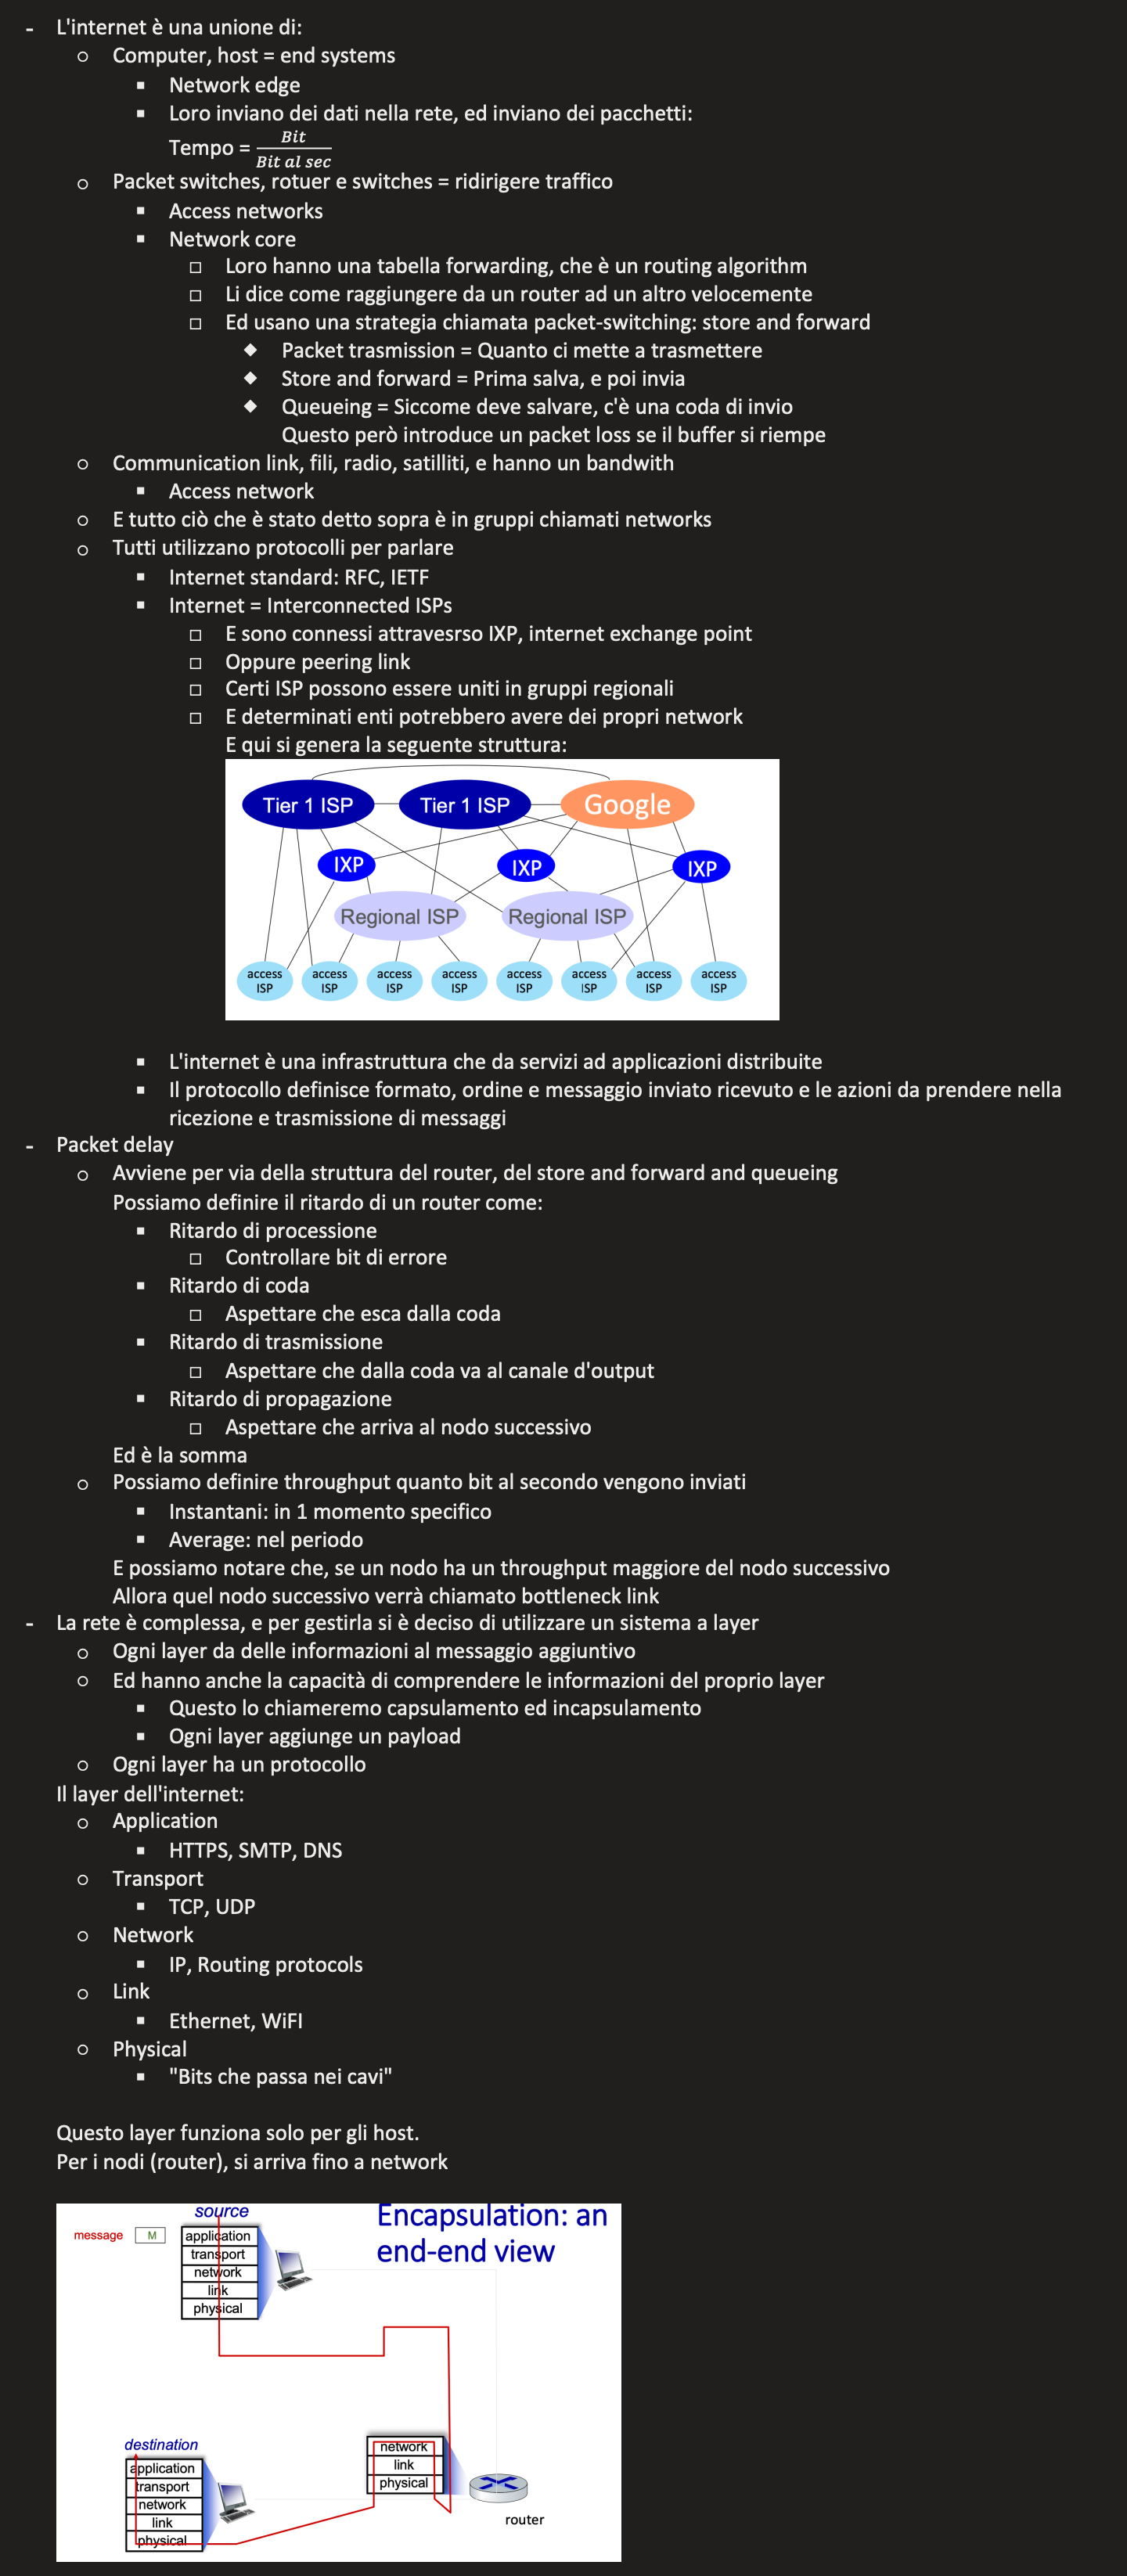 - L'internet è una unione di:
○ Computer, host = end systems
▪ Network edge
▪ Loro inviano dei dati nella rete, ed inviano dei pacchetti:
Tempo = Bit / Bit al sec
○ Packet switches, rotuer e switches = ridirigere traffico
▪ Access networks
▪ Network core
□ Loro hanno una tabella forwarding, che è un routing algorithm
□ Li dice come raggiungere da un router ad un altro velocemente
□ Ed usano una strategia chiamata packet-switching: store and forward
◆ Packet trasmission = Quanto ci mette a trasmettere
◆ Store and forward = Prima salva, e poi invia
◆ Queueing = Siccome deve salvare, c'è una coda di invio
Questo però introduce un packet loss se il buffer si riempe
○ Communication link, fili, radio, satilliti, e hanno un bandwith
▪ Access network
○ E tutto ciò che è stato detto sopra è in gruppi chiamati networks
○ Tutti utilizzano protocolli per parlare
▪ Internet standard: RFC, IETF
▪ Internet = Interconnected ISPs
□ E sono connessi attravesrso IXP, internet exchange point
□ Oppure peering link
□ Certi ISP possono essere uniti in gruppi regionali
□ E determinati enti potrebbero avere dei propri network
E qui si genera la seguente struttura:
Tier 1 ISP Tier 1 ISP Google
IXP IXP IXP
Regional ISP Regional ISP
access access access access access access access access
ISP ISP ISP ISP ISP ISP ISP ISP
▪ L'internet è una infrastruttura che da servizi ad applicazioni distribuite
▪ Il protocollo definisce formato, ordine e messaggio inviato ricevuto e le azioni da prendere nella
ricezione e trasmissione di messaggi
- Packet delay
○ Avviene per via della struttura del router, del store and forward and queueing
Possiamo definire il ritardo di un router come:
▪ Ritardo di processione
□ Controllare bit di errore
▪ Ritardo di coda
□ Aspettare che esca dalla coda
▪ Ritardo di trasmissione
□ Aspettare che dalla coda va al canale d'output
▪ Ritardo di propagazione
□ Aspettare che arriva al nodo successivo
Ed è la somma
○ Possiamo definire throughput quanto bit al secondo vengono inviati
▪ Instantani: in 1 momento specifico
▪ Average: nel periodo
E possiamo notare che, se un nodo ha un throughput maggiore del nodo successivo
Allora quel nodo successivo verrà chiamato bottleneck link
- La rete è complessa, e per gestirla si è deciso di utilizzare un sistema a layer
○ Ogni layer da delle informazioni al messaggio aggiuntivo
○ Ed hanno anche la capacità di comprendere le informazioni del proprio layer
▪ Questo lo chiameremo capsulamento ed incapsulamento
▪ Ogni layer aggiunge un payload
○ Ogni layer ha un protocollo
Il layer dell'internet:
○ Application
▪ HTTPS, SMTP, DNS
○ Transport
▪ TCP, UDP
○ Network
▪ IP, Routing protocols
○ Link
▪ Ethernet, WiFI
○ Physical
▪ "Bits che passa nei cavi"
Questo layer funziona solo per gli host.
Per i nodi (router), si arriva fino a network
source
Encapsulation: an
end-end view
message M
application
transport
network
link
physical
destination
application
transport
network
link
physical
network
link
physical
router